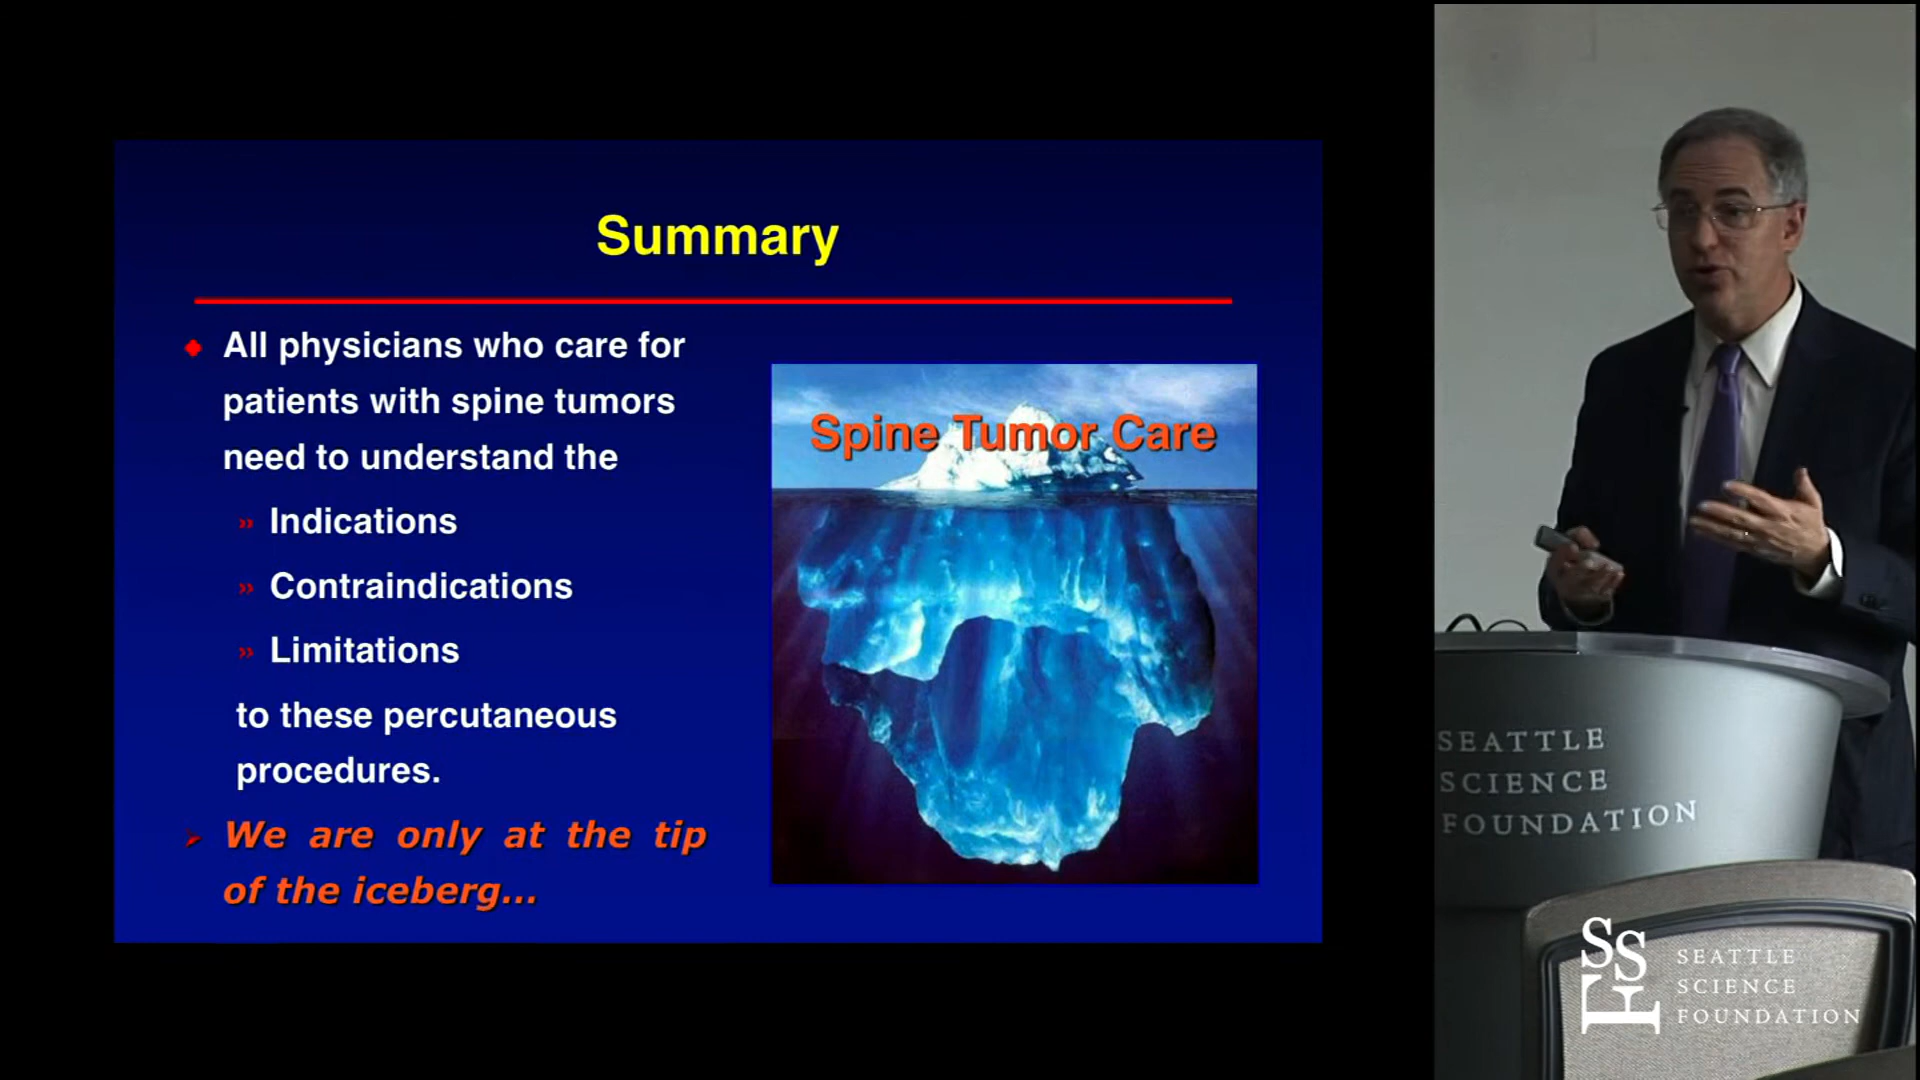 Summary
All physicians who care for
patients with spine tumors
need to understand the
» Indications
» Contraindications
» Limitations
to these percutaneous
procedures.
We are only at the tip
of the iceberg...
Spine Tumor Care
SEATTLE
SCIENCE
FOUNDATION
SSF
SEATTLE
SCIENCE
FOUNDATION